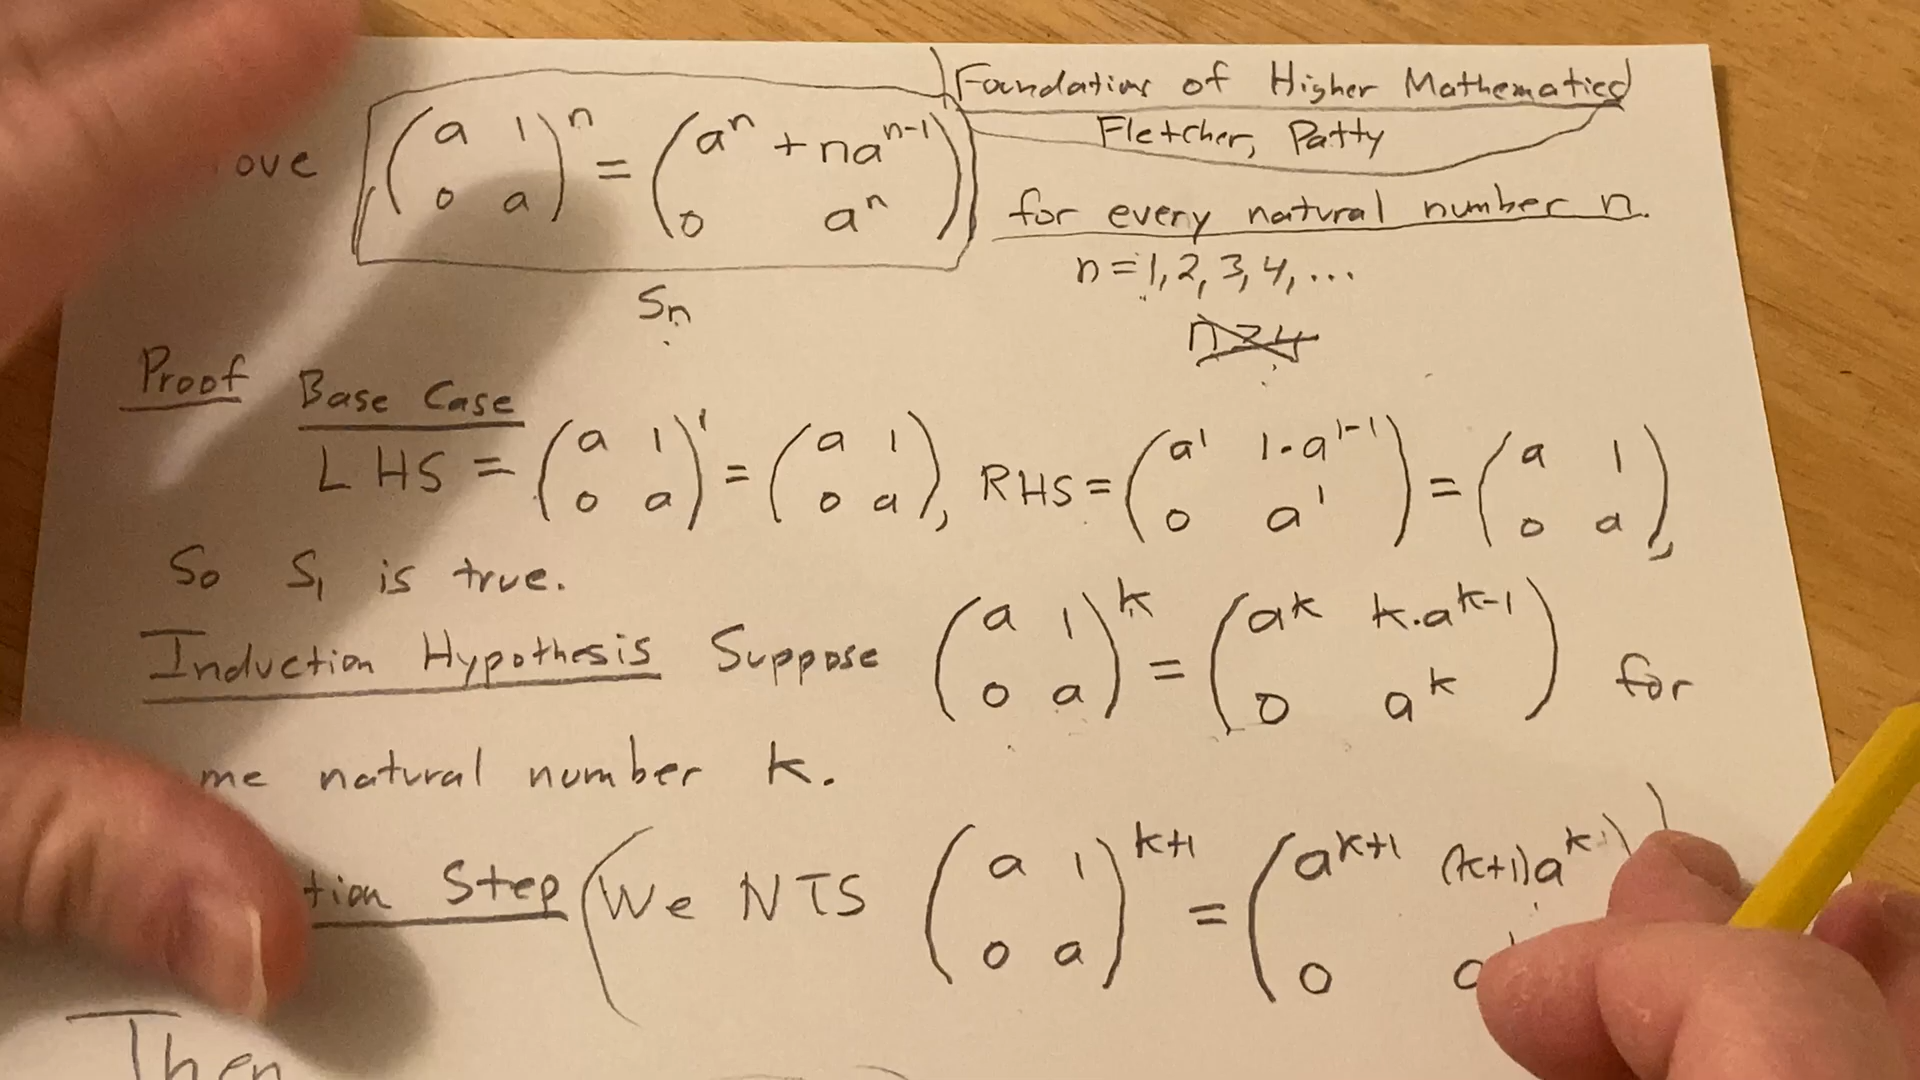 Foundations of Higher Mathematics
Fletcher, Patty
ove (a 1; 0 a)^n = (a^n + na^{n-1}; 0 a^n) for every natural number n.
n = 1, 2, 3, 4, ...
S_n
n ≥ 4
Proof Base Case
LHS = (a 1; 0 a)^1 = (a 1; 0 a), RHS = (a^1 1·a^{1-1}; 0 a^1) = (a 1; 0 a),
So S_1 is true.
Induction Hypothesis Suppose (a 1; 0 a)^k = (a^k k·a^{k-1}; 0 a^k) for
me natural number k.
tion Step (We NTS (a 1; 0 a)^{k+1} = (a^{k+1} (k+1)a^k; 0
Then